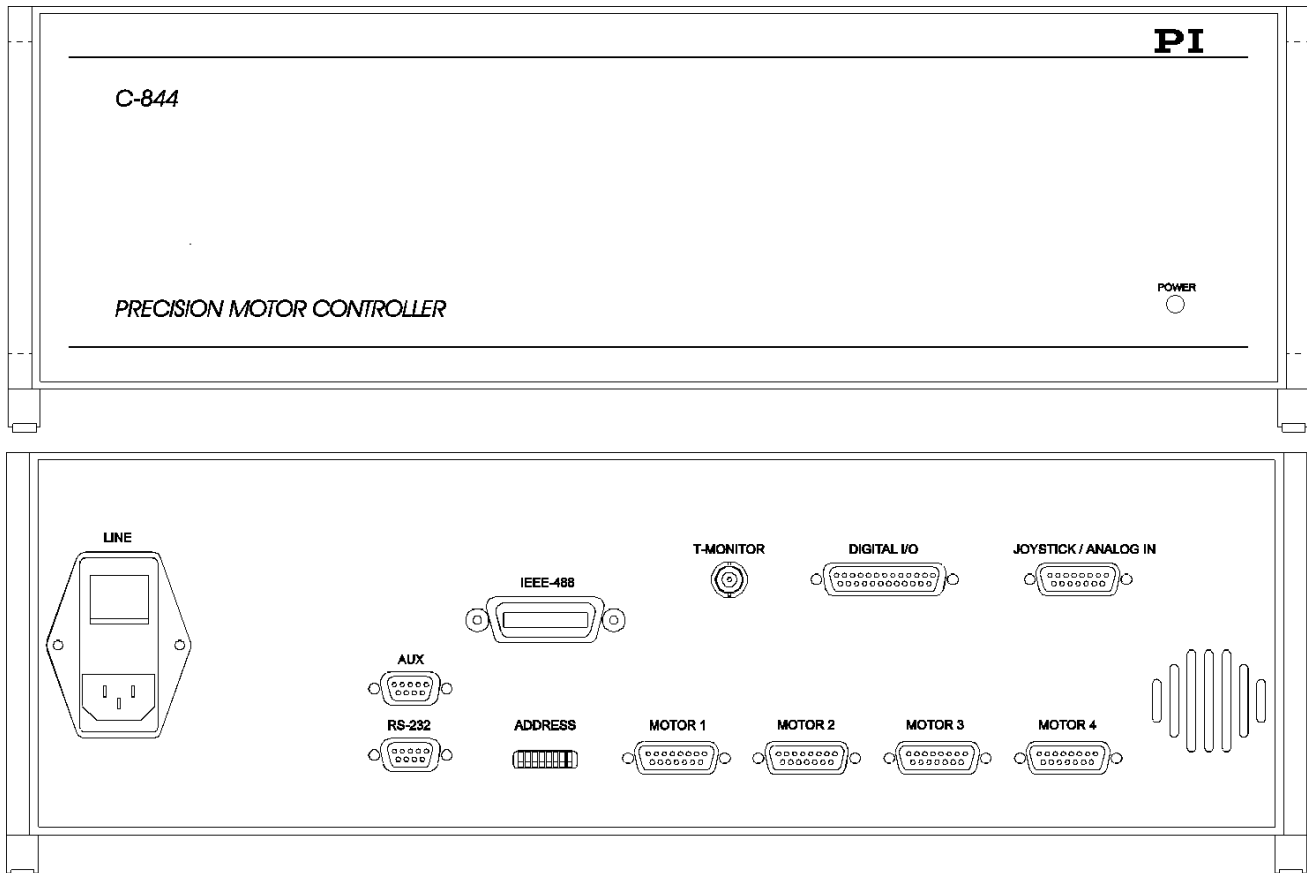 PI
C-844
POWER
PRECISION MOTOR CONTROLLER
LINE
T-MONITOR
DIGITAL I/O
JOYSTICK / ANALOG IN
IEEE-488
AUX
RS-232
ADDRESS
MOTOR 1
MOTOR 2
MOTOR 3
MOTOR 4